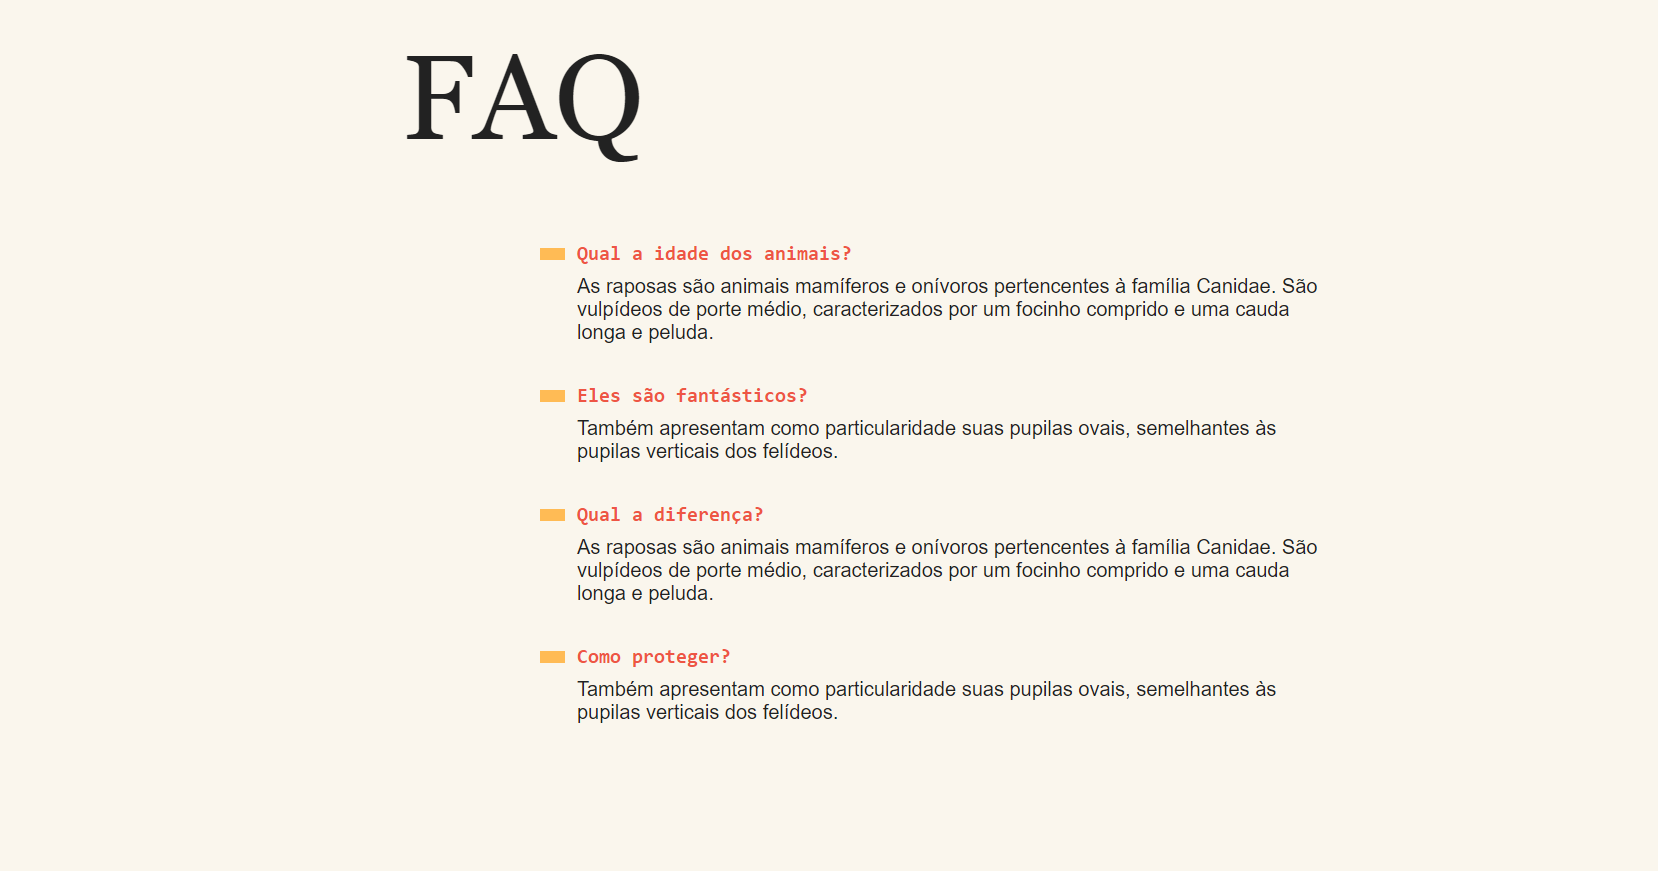 FAQ
Qual a idade dos animais?
As raposas são animais mamíferos e onívoros pertencentes à família Canidae. São
vulpídeos de porte médio, caracterizados por um focinho comprido e uma cauda
longa e peluda.
Eles são fantásticos?
Também apresentam como particularidade suas pupilas ovais, semelhantes às
pupilas verticais dos felídeos.
Qual a diferença?
As raposas são animais mamíferos e onívoros pertencentes à família Canidae. São
vulpídeos de porte médio, caracterizados por um focinho comprido e uma cauda
longa e peluda.
Como proteger?
Também apresentam como particularidade suas pupilas ovais, semelhantes às
pupilas verticais dos felídeos.